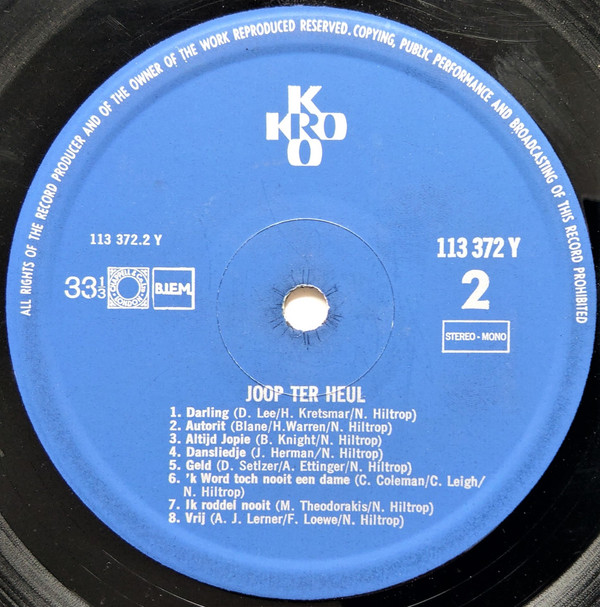 ALL RIGHTS OF THE RECORD PRODUCER AND OF THE OWNER OF THE WORK REPRODUCED RESERVED. COPYING, PUBLIC PERFORMANCE AND BROADCASTING OF THIS RECORD PROHIBITED
K
KRO
O
113 372.2 Y
113 372 Y
33⅓
CHAPPELL & CO. LTD. LONDON
B.I.E.M.
2
STEREO - MONO
JOOP TER HEUL
1. Darling (D. Lee/H. Kretsmar/N. Hiltrop)
2. Autorit (Blane/H.Warren/N. Hiltrop)
3. Altijd Jopie (B. Knight/N. Hiltrop)
4. Dansliedje (J. Herman/N. Hiltrop)
5. Geld (D. Setlzer/A. Ettinger/N. Hiltrop)
6. 'k Word toch nooit een dame (C. Coleman/C. Leigh/
N. Hiltrop)
7. Ik roddel nooit (M. Theodorakis/N. Hiltrop)
8. Vrij (A. J. Lerner/F. Loewe/N. Hiltrop)